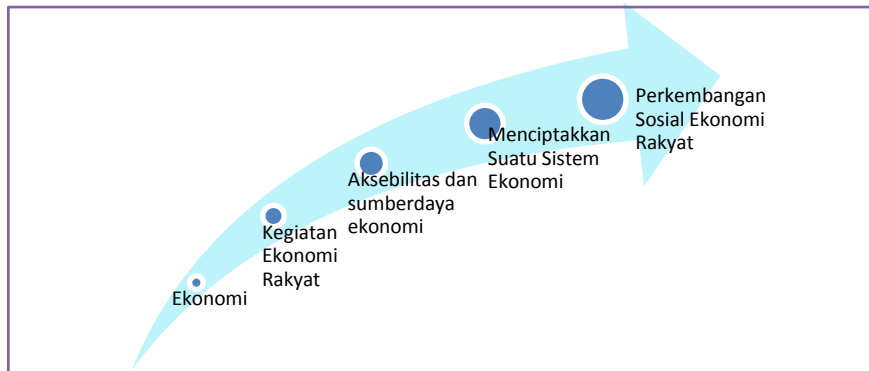 Ekonomi
Kegiatan
Ekonomi
Rakyat
Aksebilitas dan
sumberdaya
ekonomi
Menciptakkan
Suatu Sistem
Ekonomi
Perkembangan
Sosial Ekonomi
Rakyat